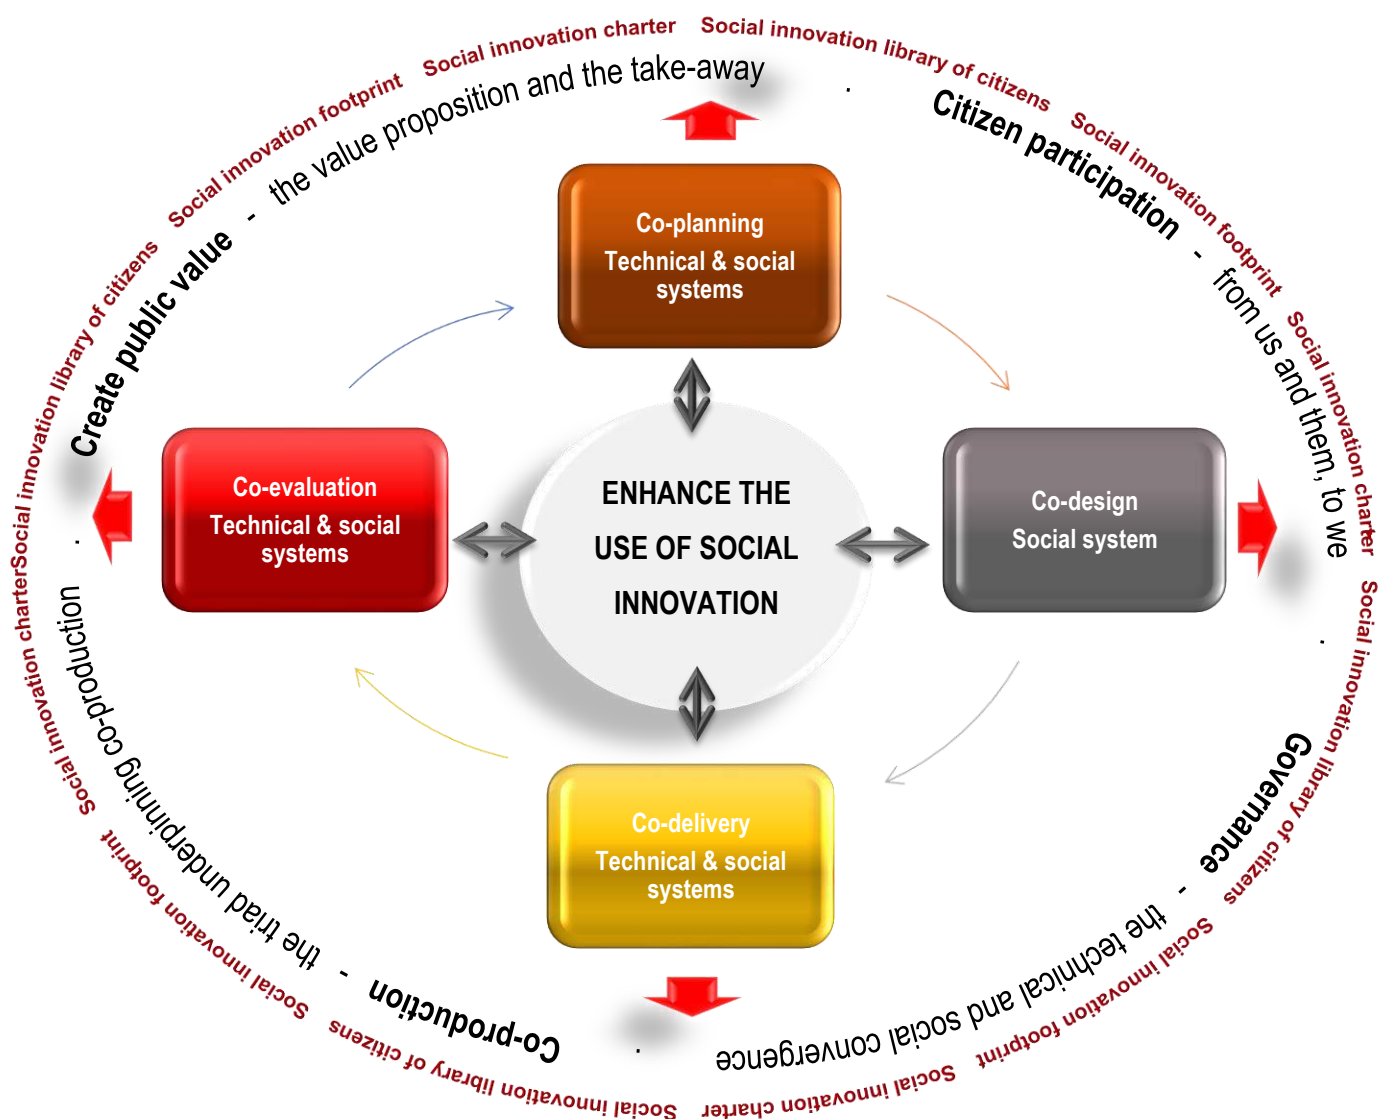 Social innovation charter
Social innovation library of citizens
Social innovation footprint
Social innovation charter
Social innovation library of citizens
Social innovation footprint
Social innovation charter
Social innovation library of citizens
Social innovation footprint
Social innovation charter
Social innovation library of citizens
Social innovation footprint
Create public value - the value proposition and the take-away .
Citizen participation - from us and them, to we .
Governance - the technical and social convergence .
Co-production - the triad underpinning co-production .
Co-planning
Technical & social
systems
Co-evaluation
Technical & social
systems
ENHANCE THE
USE OF SOCIAL
INNOVATION
Co-design
Social system
Co-delivery
Technical & social
systems